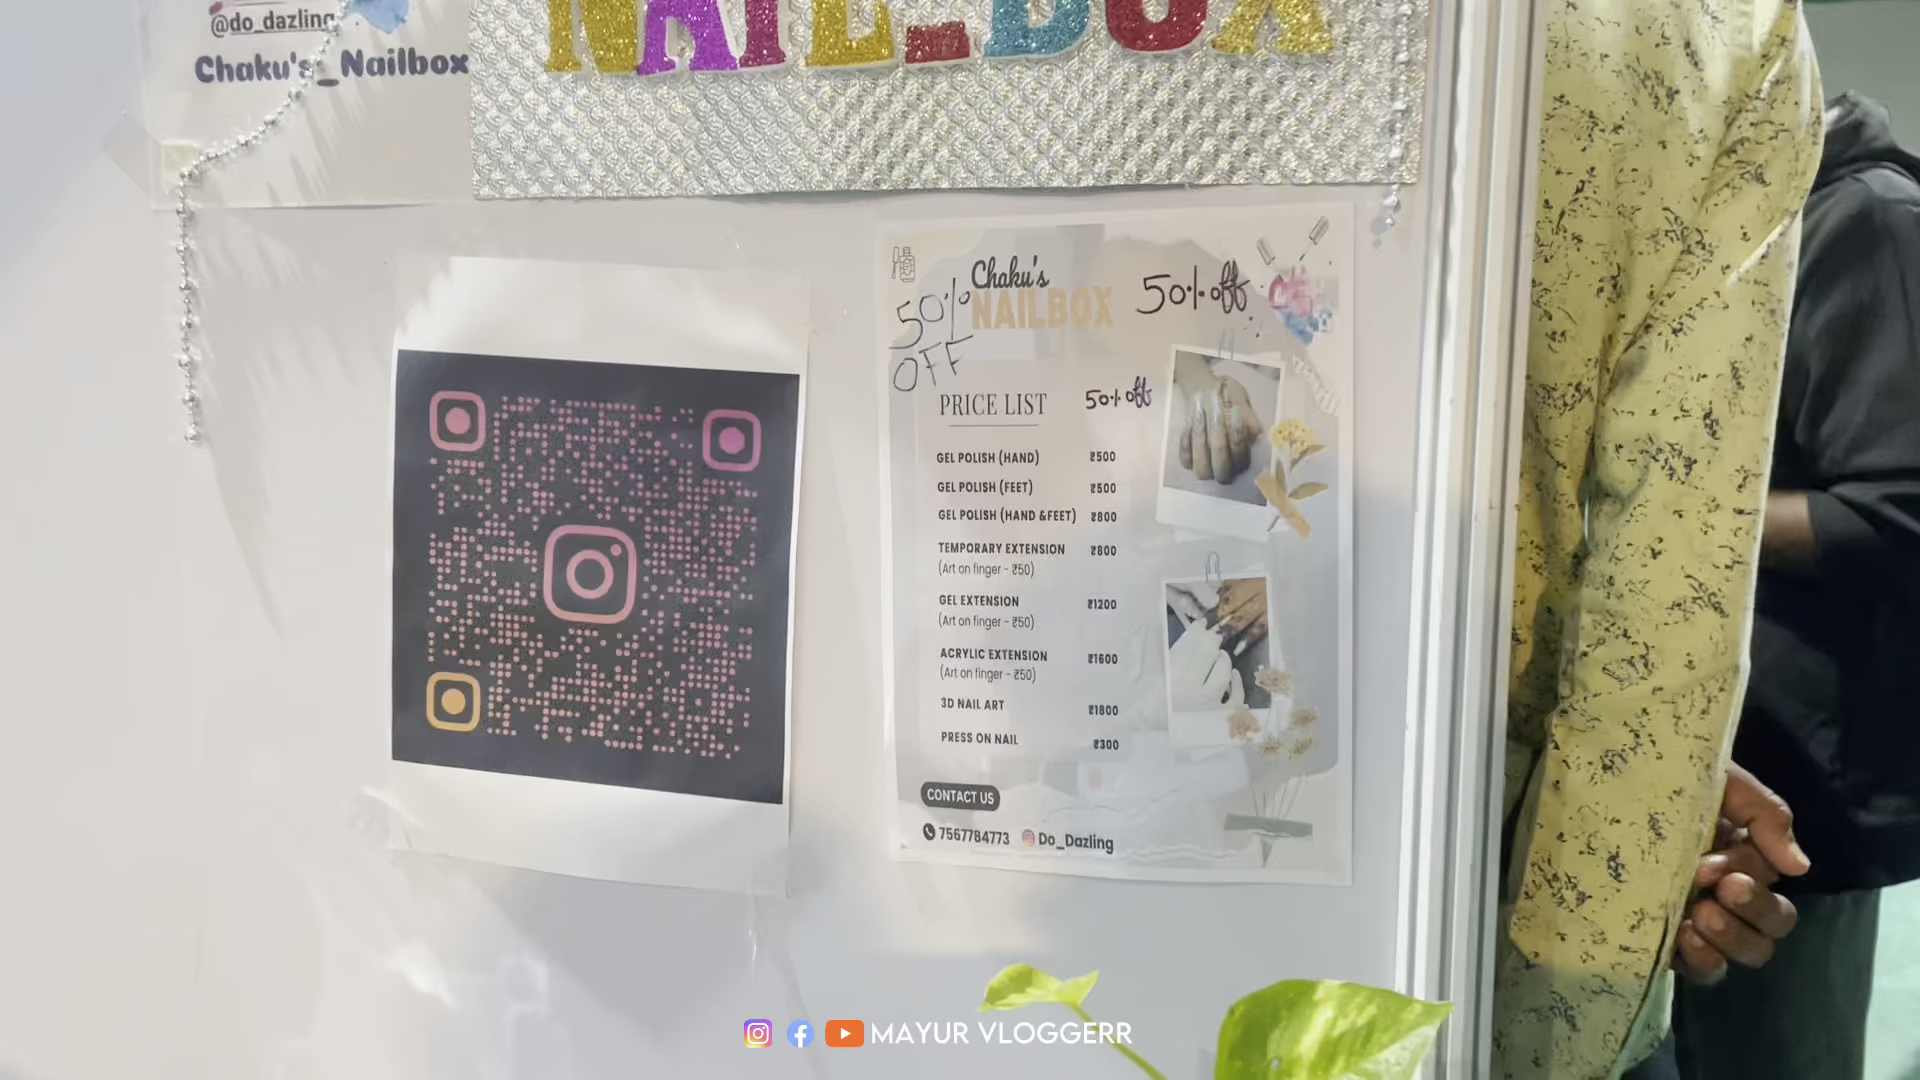 @do_dazling
Chaku's_Nailbox
NAIL_BOX
Chaku's
NAILBOX
50% OFF
50% off
PRICE LIST
50% off
GEL POLISH (HAND) ₹500
GEL POLISH (FEET) ₹500
GEL POLISH (HAND &FEET) ₹800
TEMPORARY EXTENSION ₹800
(Art on finger - ₹50)
GEL EXTENSION ₹1200
(Art on finger - ₹50)
ACRYLIC EXTENSION ₹1600
(Art on finger - ₹50)
3D NAIL ART ₹1800
PRESS ON NAIL ₹300
CONTACT US
7567784773 Do_Dazling
MAYUR VLOGGERR